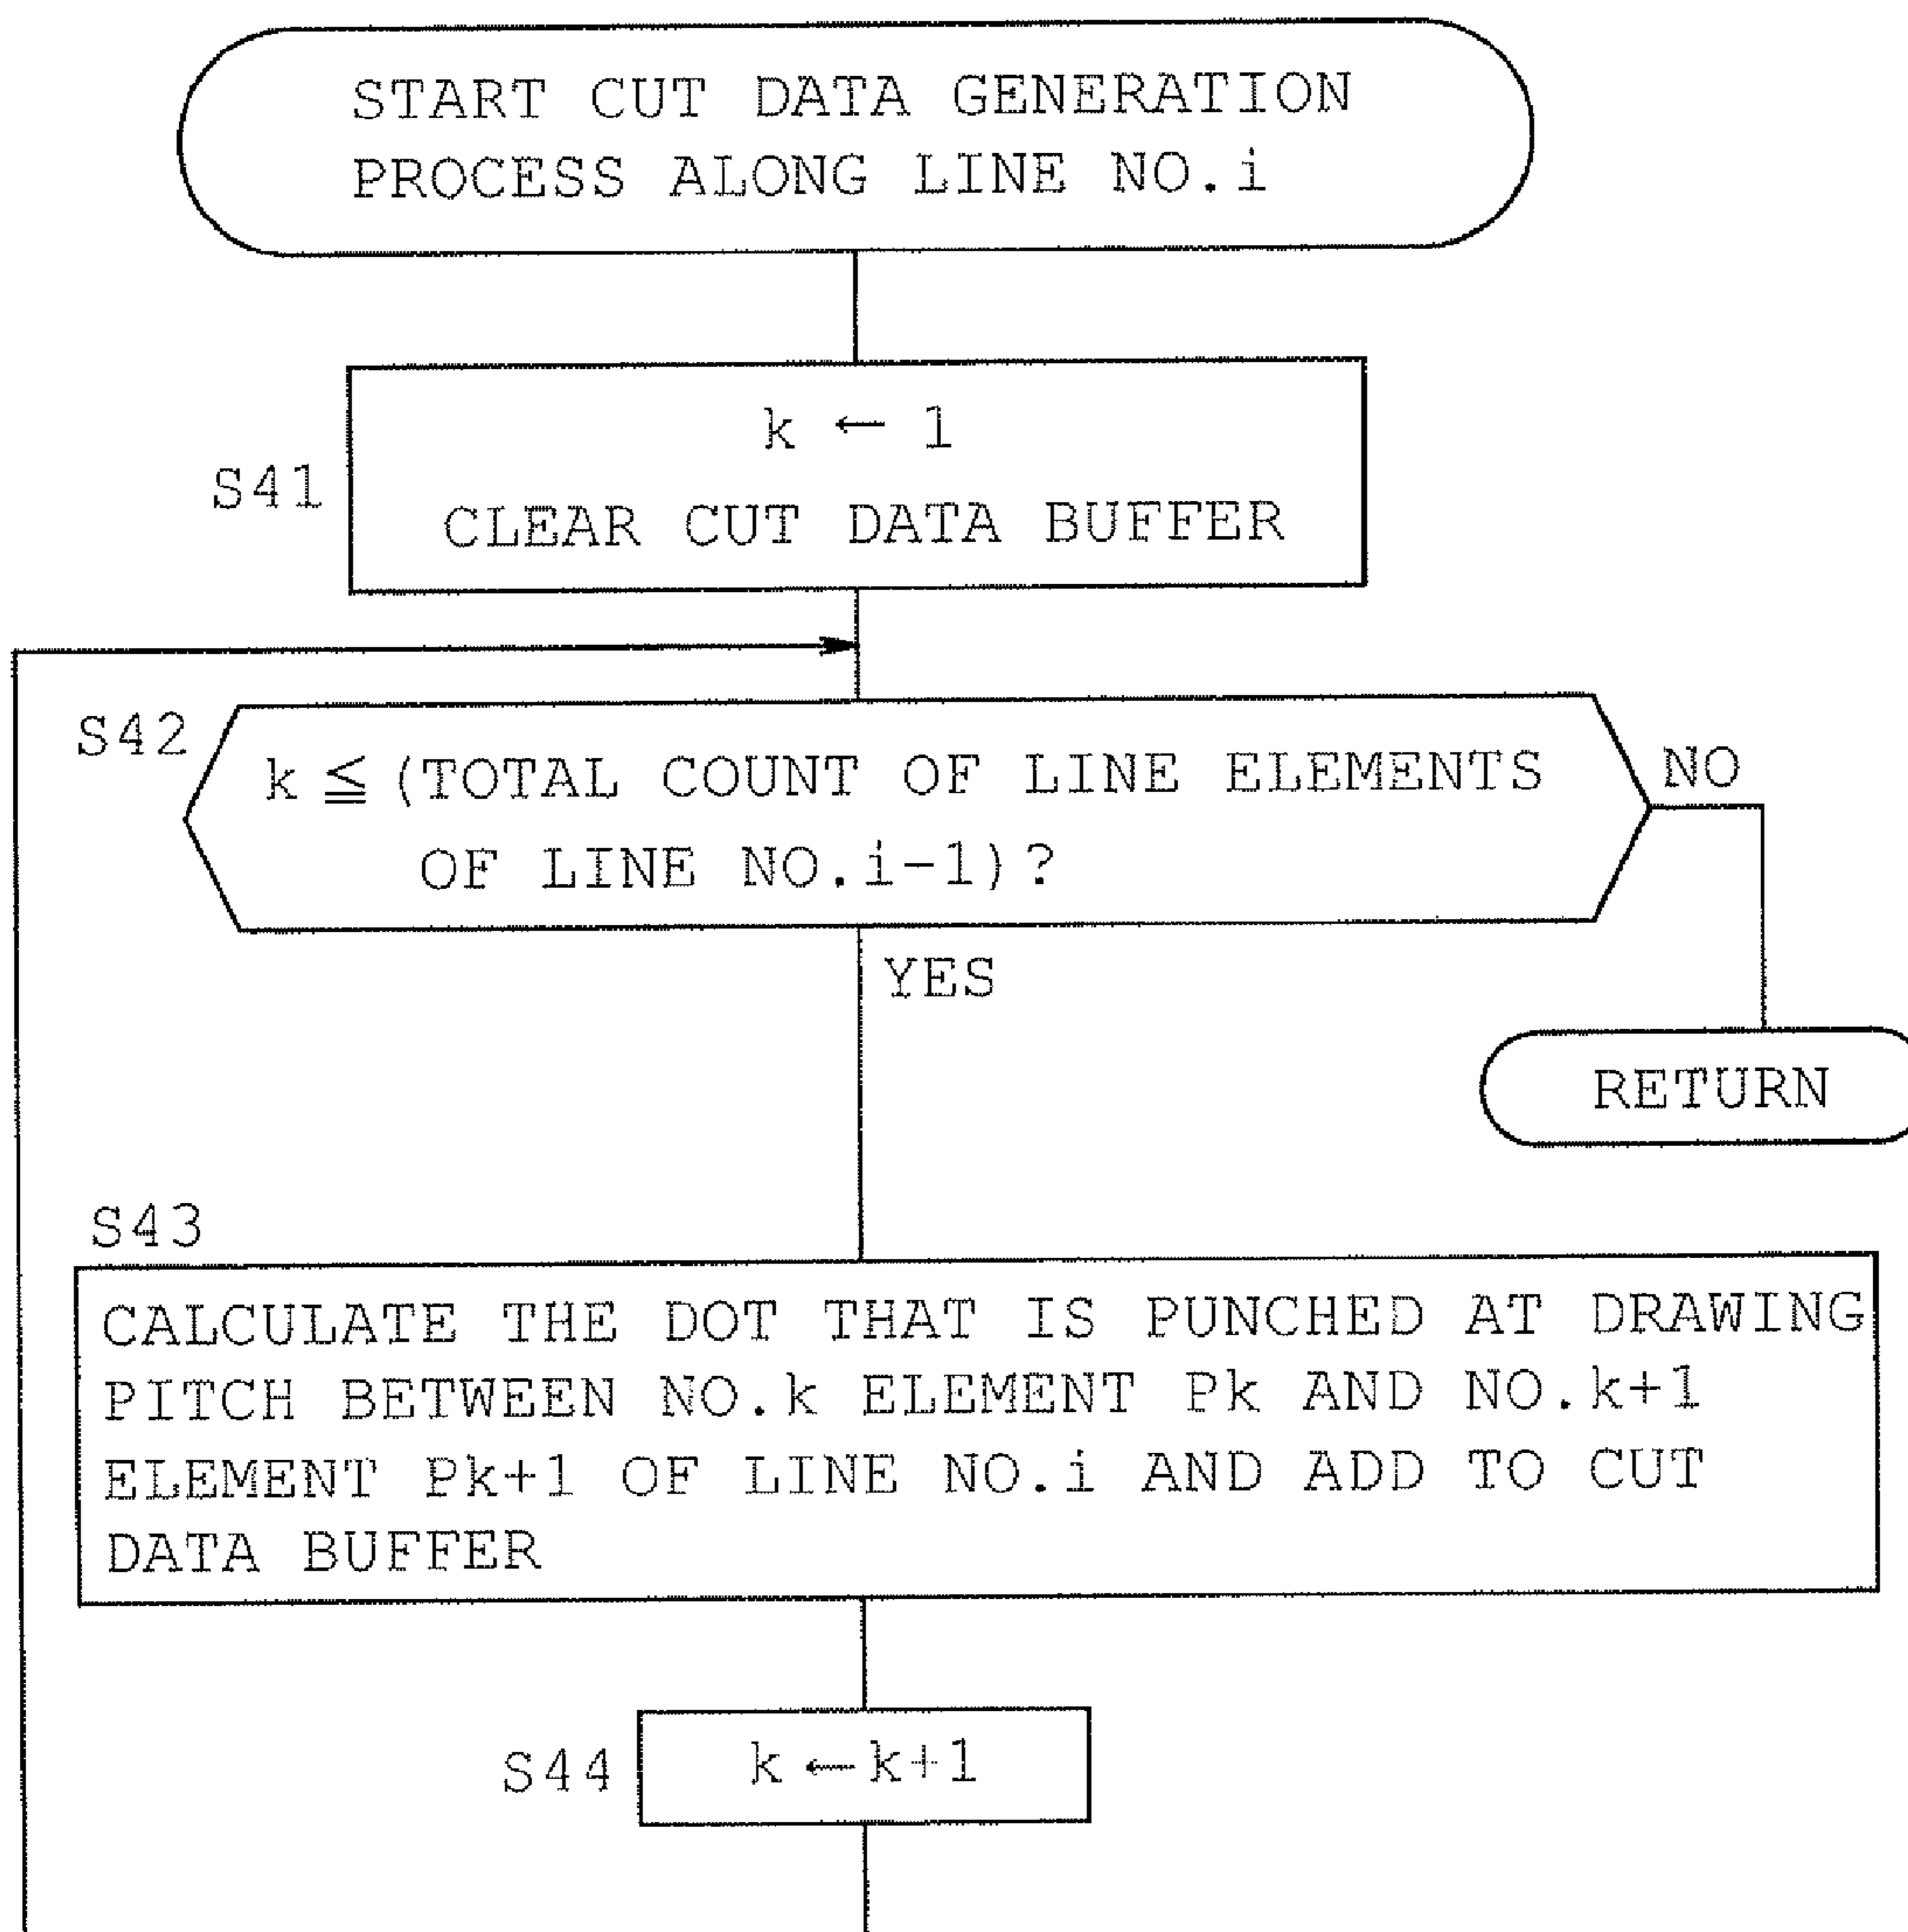 START CUT DATA GENERATION
PROCESS ALONG LINE NO.i
S41
k ← 1
CLEAR CUT DATA BUFFER
S42
k ≦ (TOTAL COUNT OF LINE ELEMENTS
OF LINE NO.i-1)?
NO
YES
RETURN
S43
CALCULATE THE DOT THAT IS PUNCHED AT DRAWING
PITCH BETWEEN NO.k ELEMENT Pk AND NO.k+1
ELEMENT Pk+1 OF LINE NO.i AND ADD TO CUT
DATA BUFFER
S44
k ← k+1